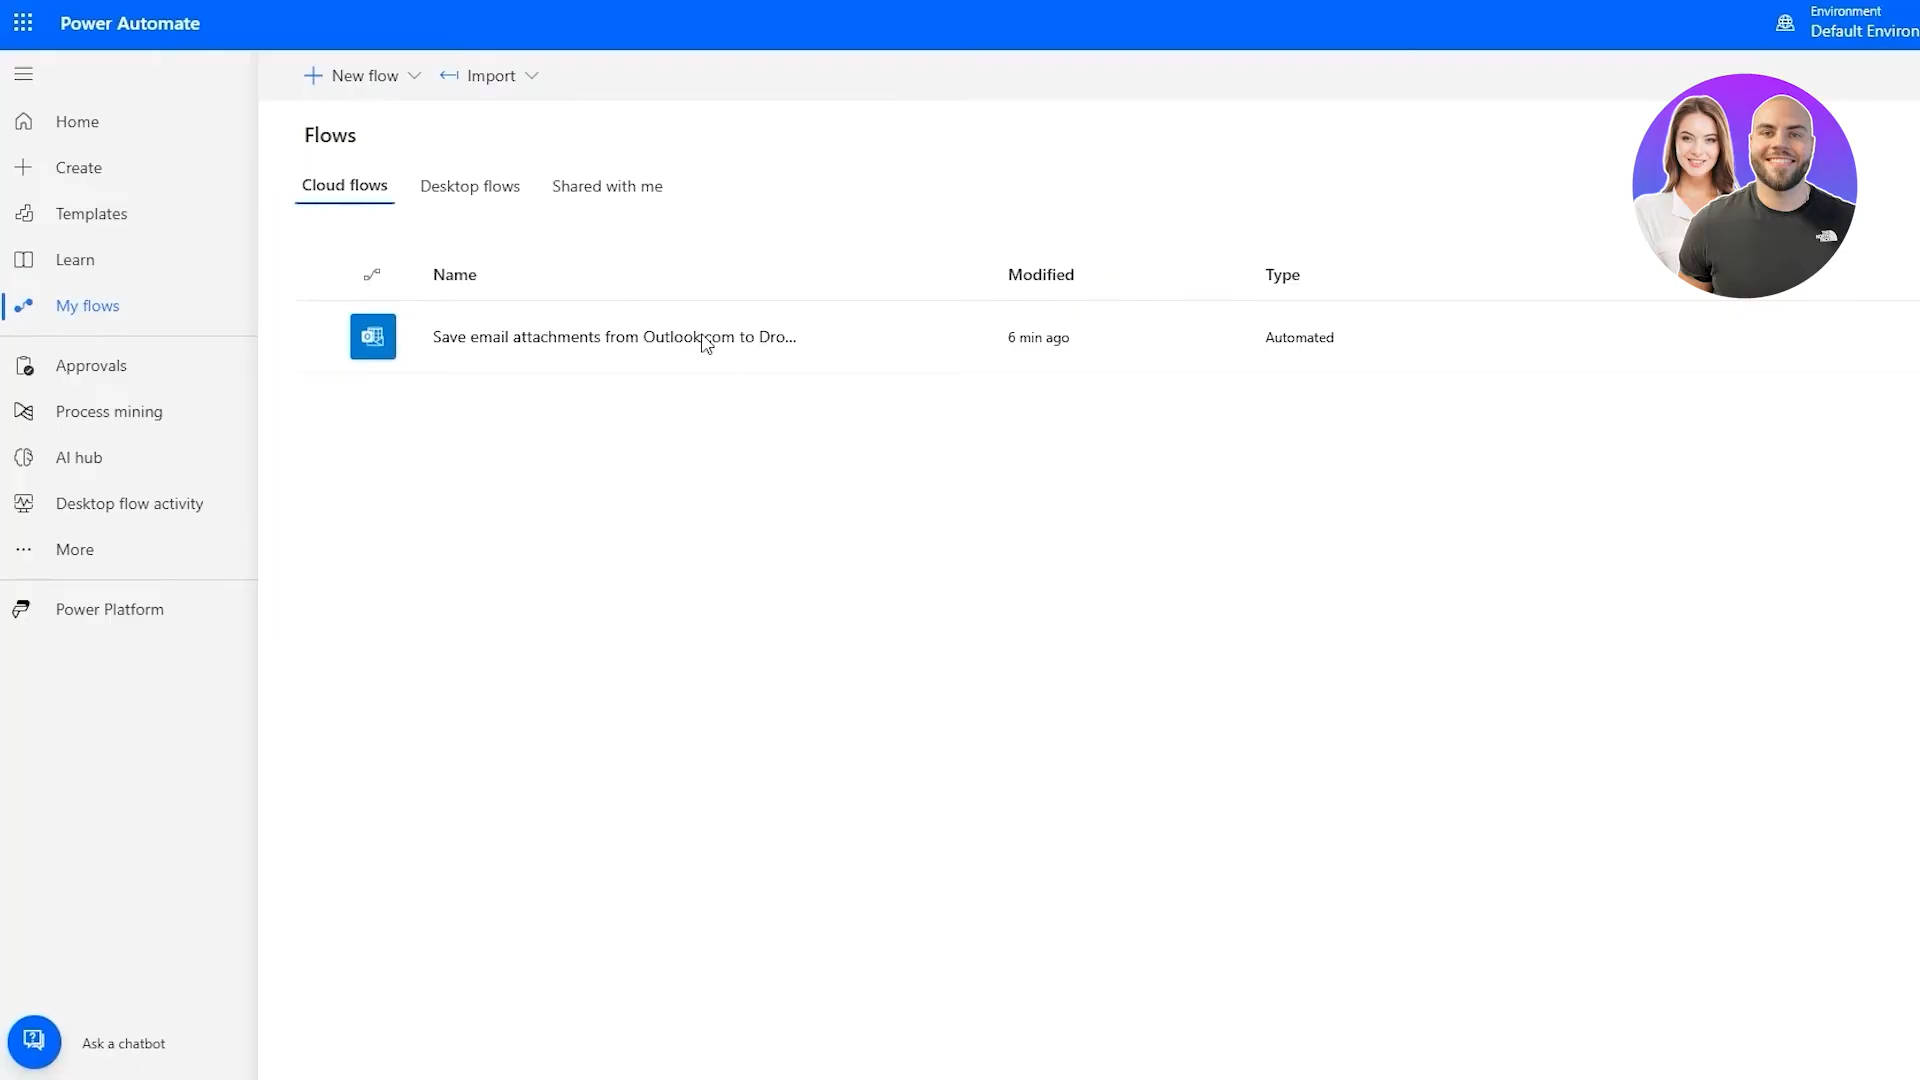 Power Automate
Environment
Default Environ
New flow
Import
Home
Create
Templates
Learn
My flows
Approvals
Process mining
AI hub
Desktop flow activity
More
Power Platform
Ask a chatbot
Flows
Cloud flows
Desktop flows
Shared with me
Name
Modified
Type
Save email attachments from Outlook.com to Dro...
6 min ago
Automated